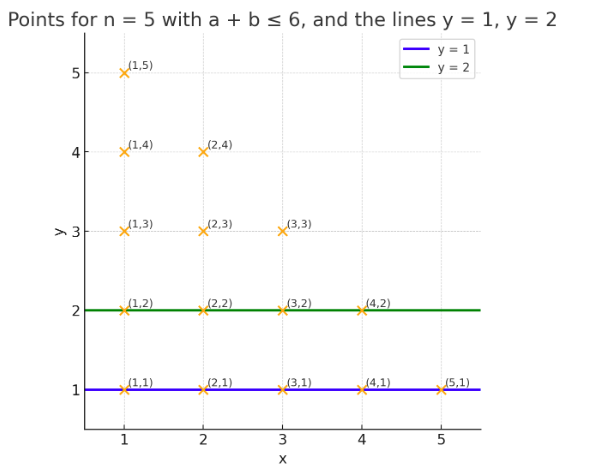 Points for n = 5 with a + b ≤ 6, and the lines y = 1, y = 2
y = 1
y = 2
5
(1,5)
4
(1,4) (2,4)
3
(1,3) (2,3) (3,3)
y
2
(1,2) (2,2) (3,2) (4,2)
1
(1,1) (2,1) (3,1) (4,1) (5,1)
1 2 3 4 5
x